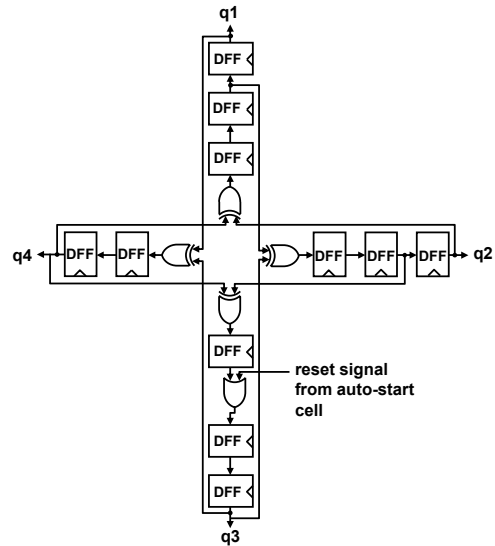 q1
DFF
DFF
DFF
q4
DFF
DFF
DFF
DFF
DFF
q2
DFF
reset signal
from auto-start
cell
DFF
DFF
q3